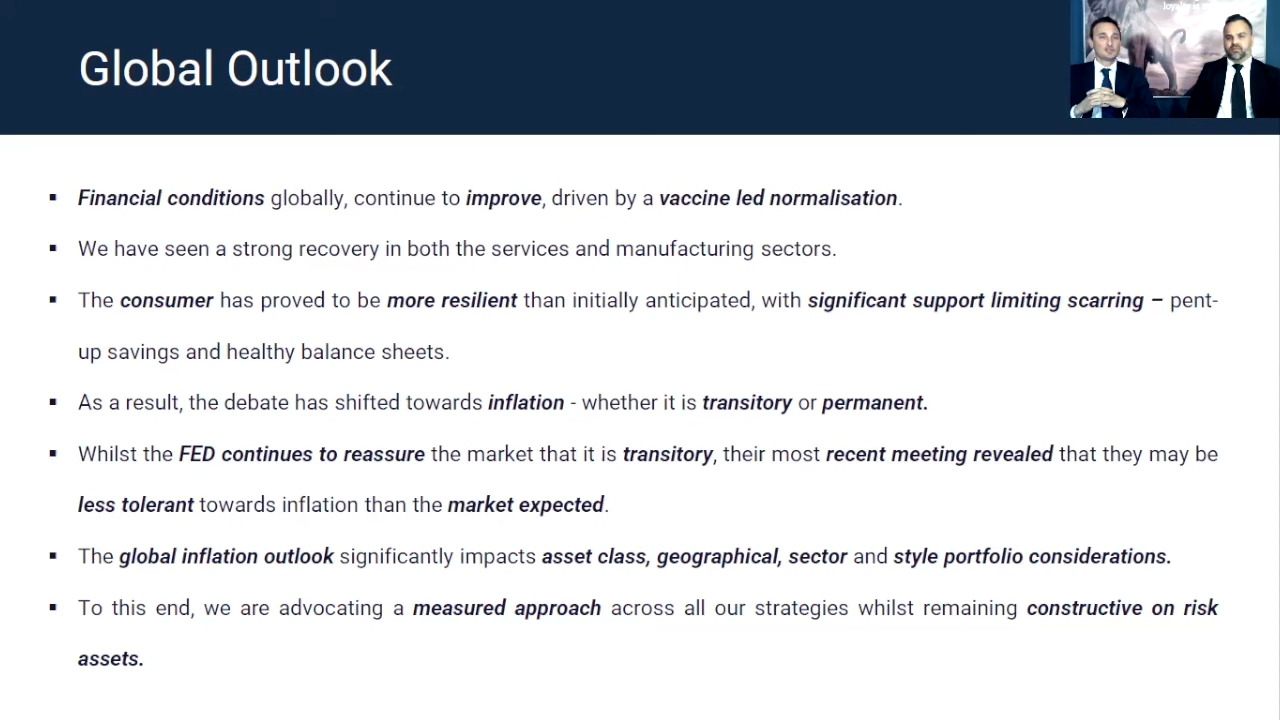 loyalty is
Global Outlook
▪ Financial conditions globally, continue to improve, driven by a vaccine led normalisation.
▪ We have seen a strong recovery in both the services and manufacturing sectors.
▪ The consumer has proved to be more resilient than initially anticipated, with significant support limiting scarring – pent-
up savings and healthy balance sheets.
▪ As a result, the debate has shifted towards inflation - whether it is transitory or permanent.
▪ Whilst the FED continues to reassure the market that it is transitory, their most recent meeting revealed that they may be
less tolerant towards inflation than the market expected.
▪ The global inflation outlook significantly impacts asset class, geographical, sector and style portfolio considerations.
▪ To this end, we are advocating a measured approach across all our strategies whilst remaining constructive on risk
assets.